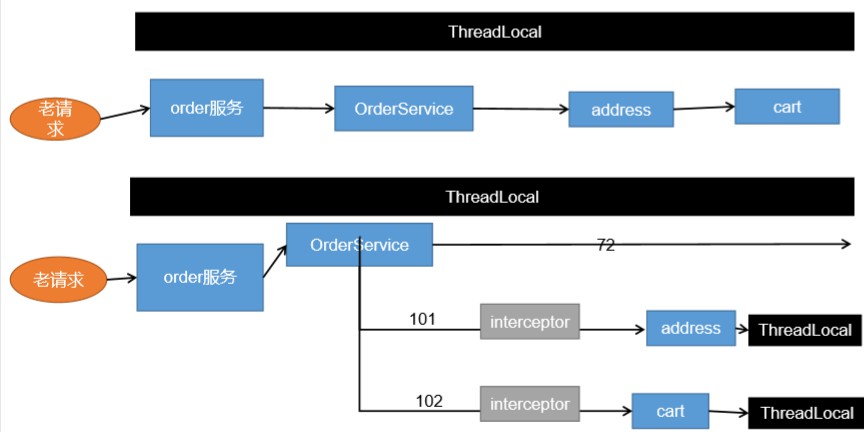 ThreadLocal
老请
求
order服务
OrderService
address
cart
ThreadLocal
老请求
order服务
OrderService
72
101
interceptor
address
ThreadLocal
102
interceptor
cart
ThreadLocal